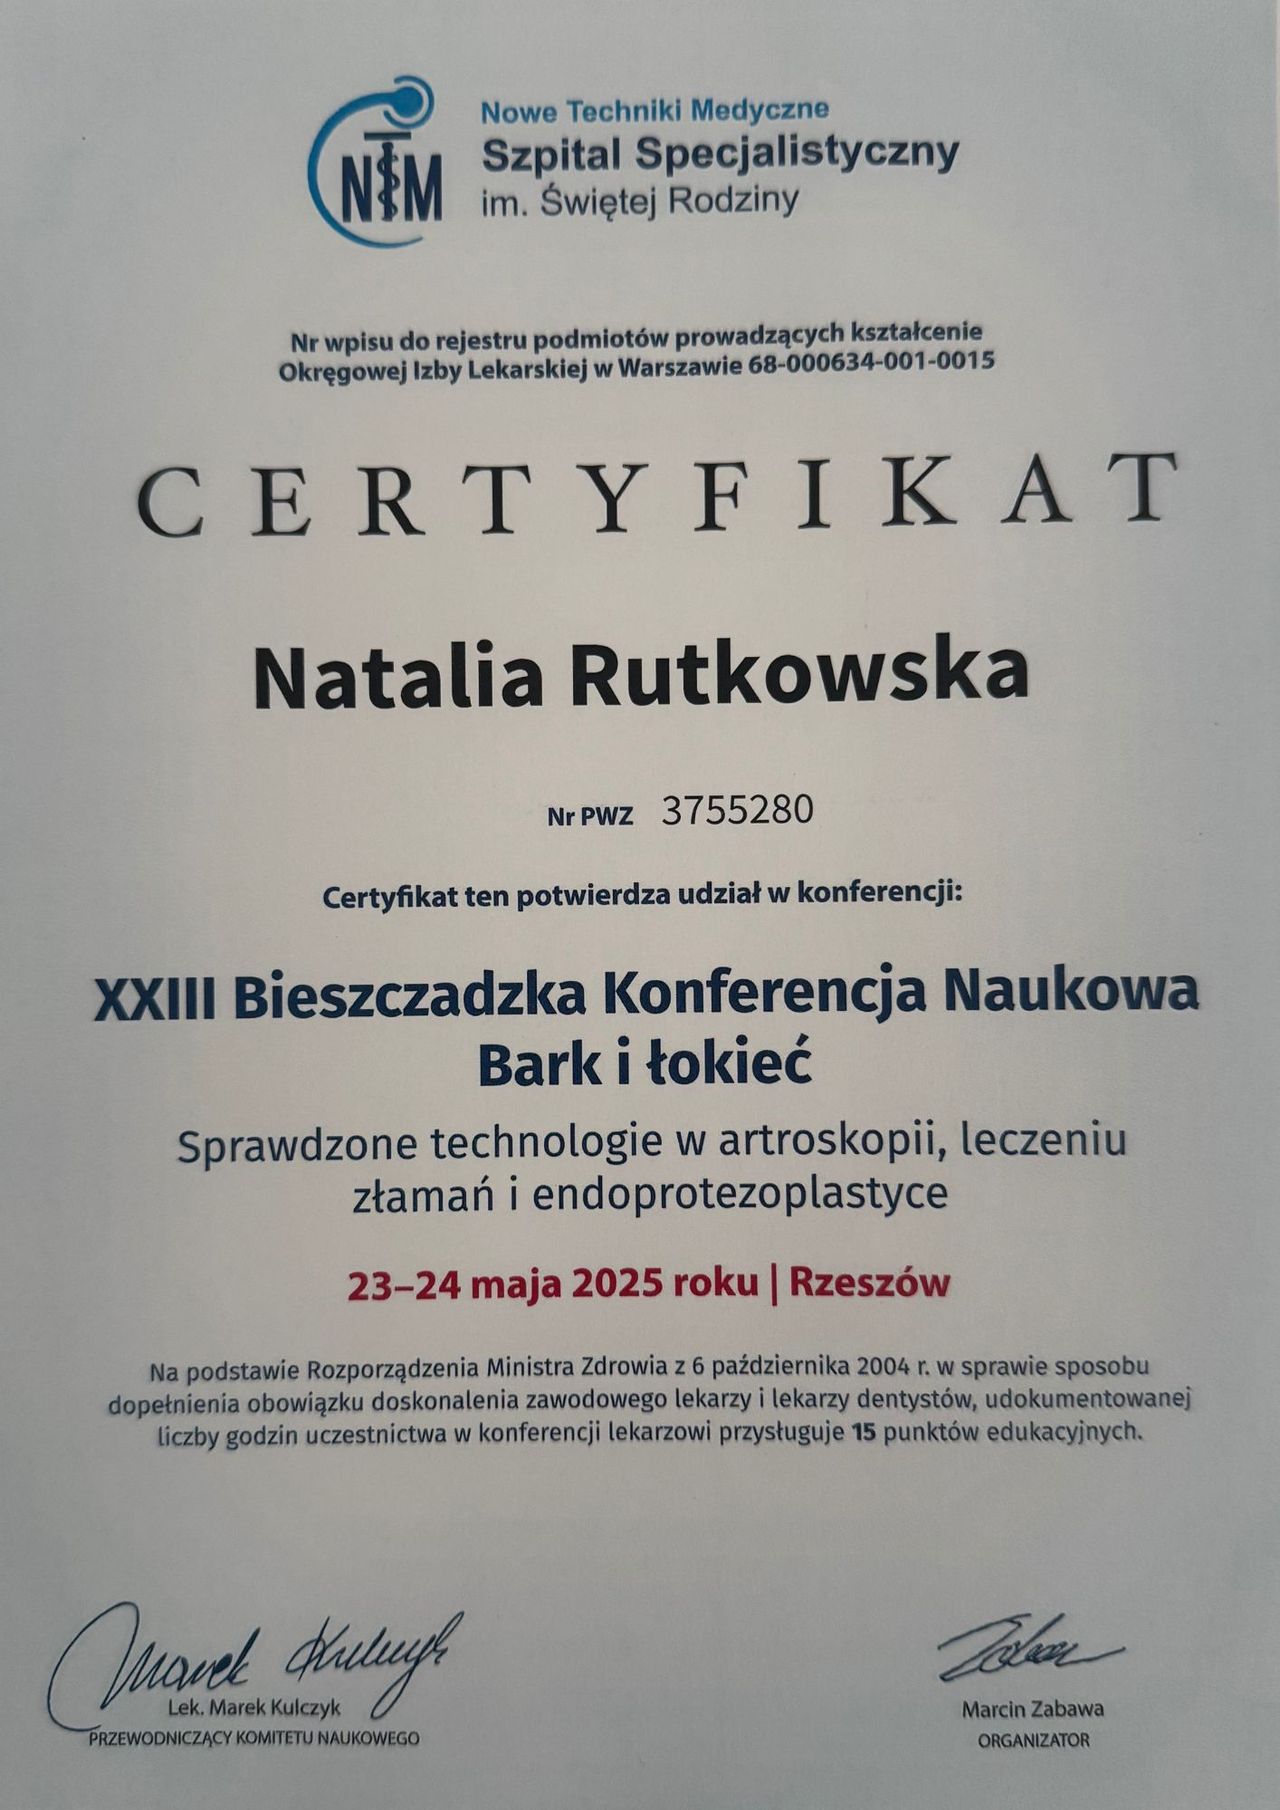 NTM
Nowe Techniki Medyczne
Szpital Specjalistyczny
im. Świętej Rodziny
Nr wpisu do rejestru podmiotów prowadzących kształcenie
Okręgowej Izby Lekarskiej w Warszawie 68-000634-001-0015
CERTYFIKAT
Natalia Rutkowska
Nr PWZ 3755280
Certyfikat ten potwierdza udział w konferencji:
XXIII Bieszczadzka Konferencja Naukowa
Bark i łokieć
Sprawdzone technologie w artroskopii, leczeniu
złamań i endoprotezoplastyce
23–24 maja 2025 roku | Rzeszów
Na podstawie Rozporządzenia Ministra Zdrowia z 6 października 2004 r. w sprawie sposobu
dopełnienia obowiązku doskonalenia zawodowego lekarzy i lekarzy dentystów, udokumentowanej
liczby godzin uczestnictwa w konferencji lekarzowi przysługuje 15 punktów edukacyjnych.
Marek Kulczyk
Lek. Marek Kulczyk
PRZEWODNICZĄCY KOMITETU NAUKOWEGO
Zabawa
Marcin Zabawa
ORGANIZATOR